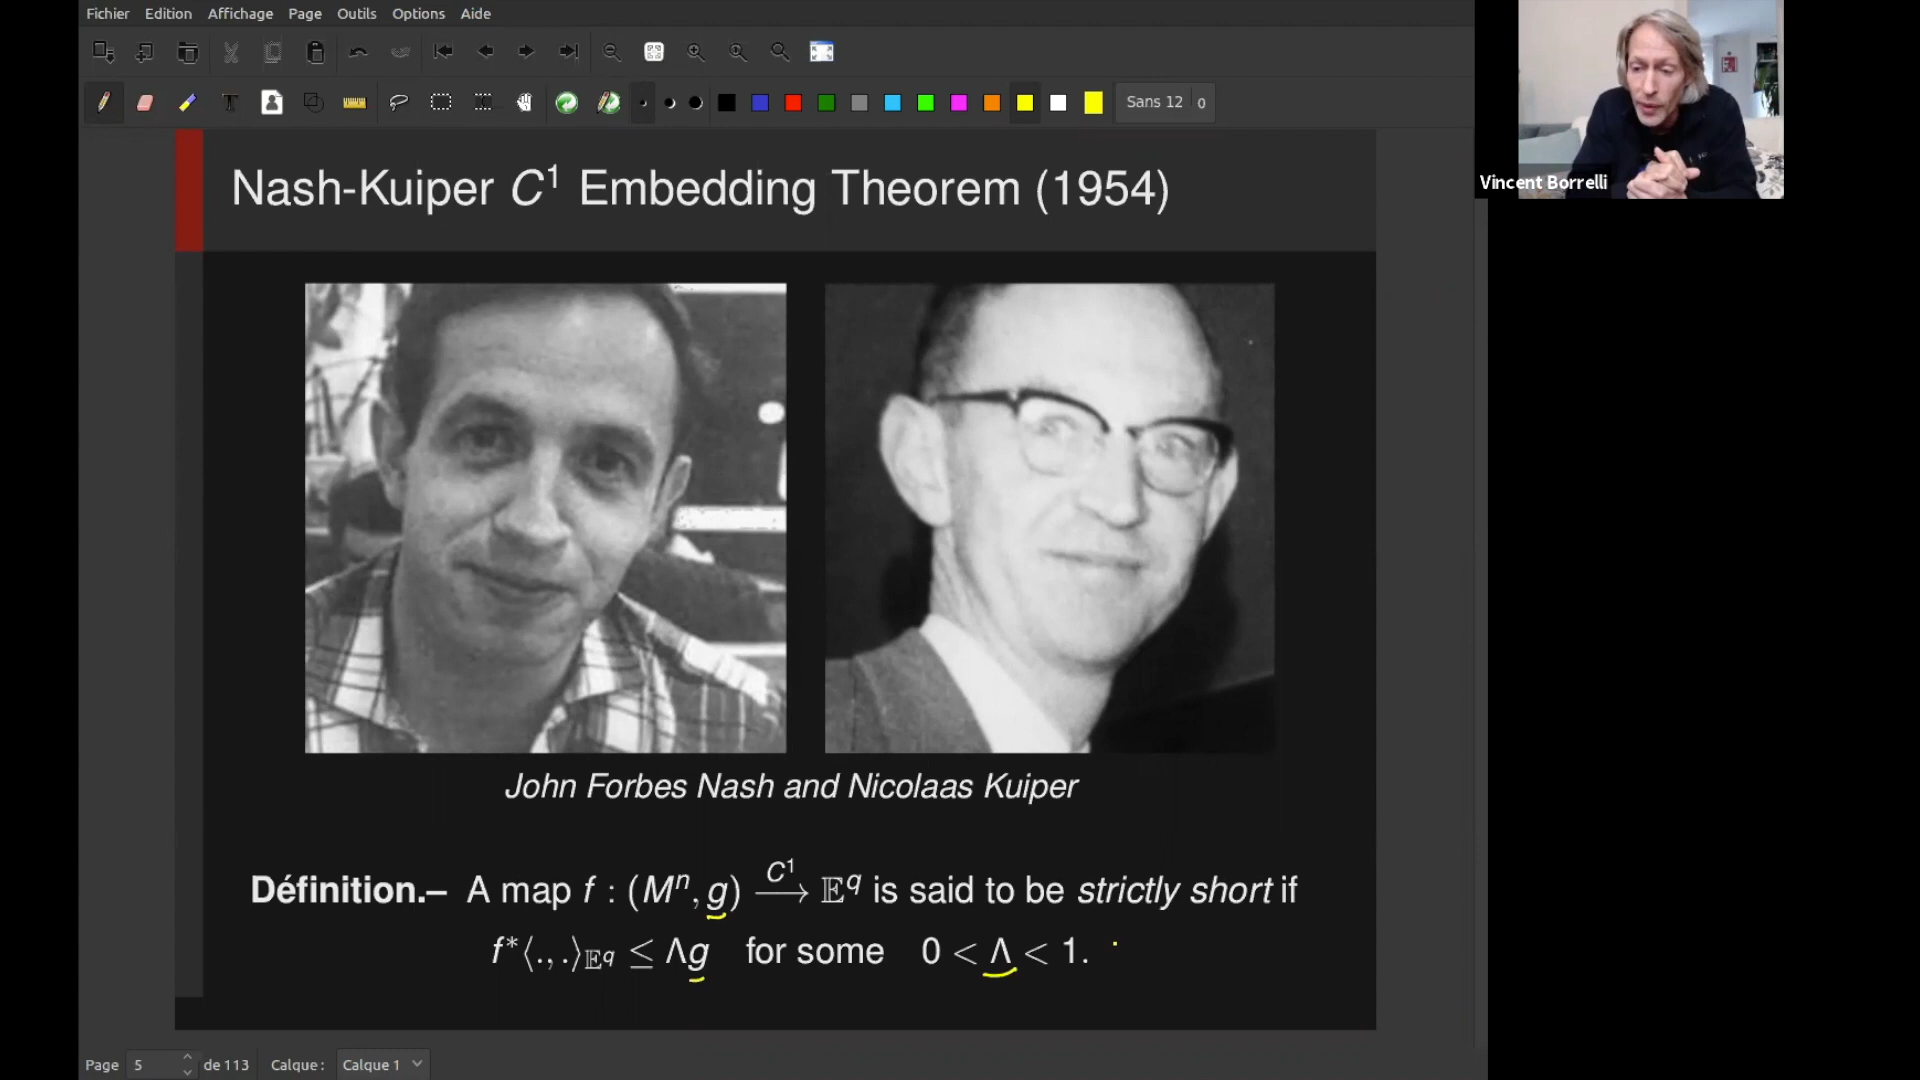 Fichier Edition Affichage Page Outils Options Aide
Sans 12 0
Vincent Borrelli
Nash-Kuiper C¹ Embedding Theorem (1954)
John Forbes Nash and Nicolaas Kuiper
Définition.– A map f : (Mⁿ, g) C¹⟶ 𝔼^q is said to be strictly short if
f*⟨., .⟩_𝔼^q ≤ Λg for some 0 < Λ < 1.
Page 5 de 113 Calque : Calque 1